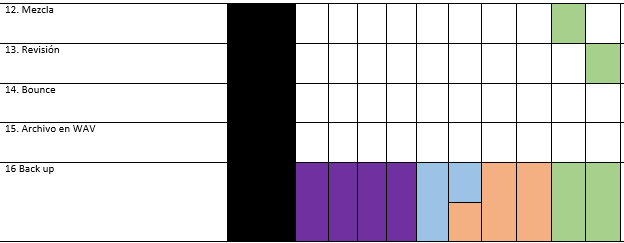 12. Mezcla
13. Revisión
14. Bounce
15. Archivo en WAV
16 Back up